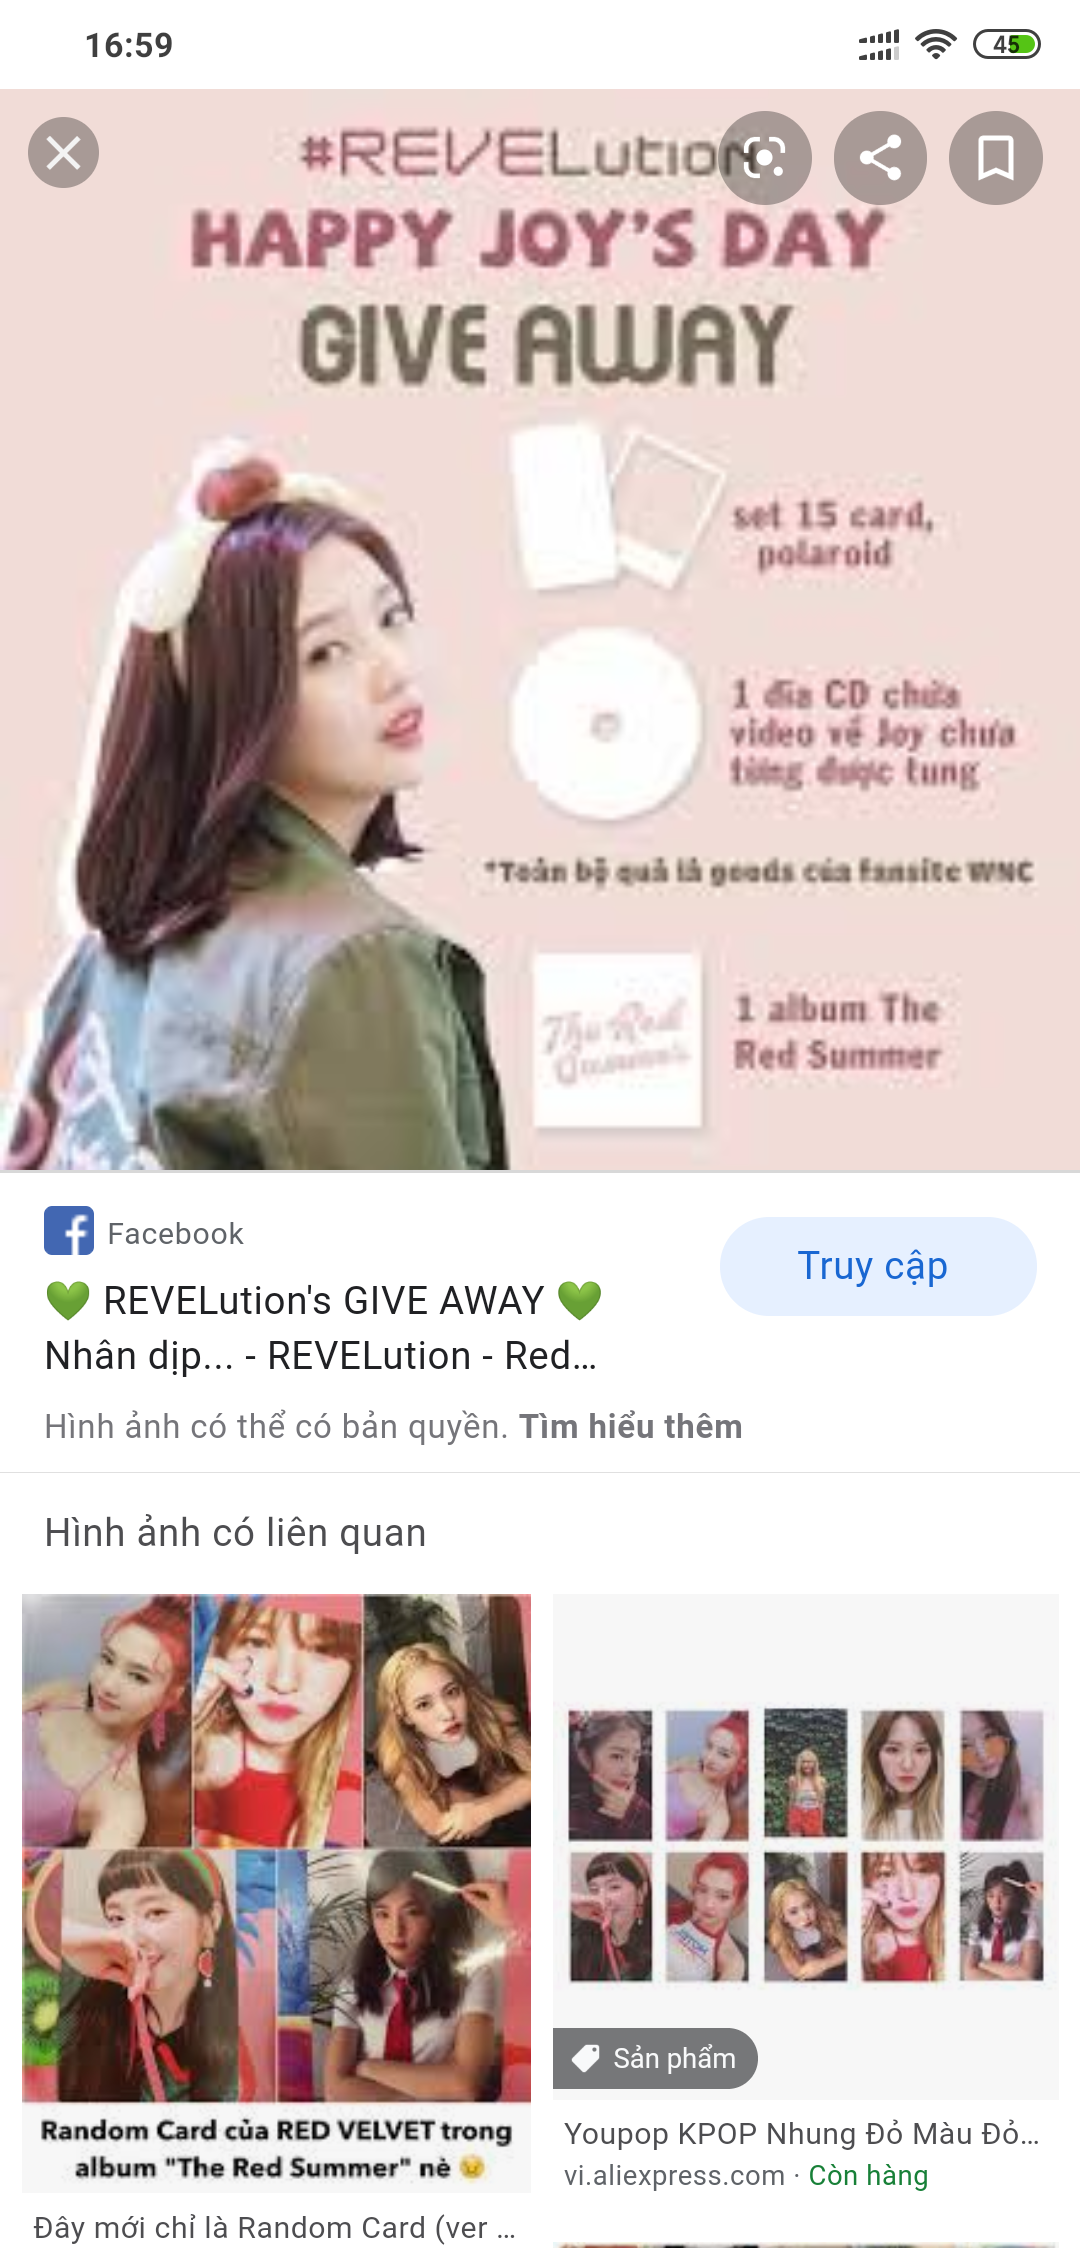 16:59
45
#REVELution
HAPPY JOY'S DAY
GIVE AWAY
set 15 card,
polaroid
1 đĩa CD chứa
video về Joy chưa
từng được tung
*Toàn bộ quà là goods của fansite WNC
The Red
Summer
1 album The
Red Summer
Facebook
Truy cập
💚 REVELution's GIVE AWAY 💚
Nhân dịp... - REVELution - Red...
Hình ảnh có thể có bản quyền. Tìm hiểu thêm
Hình ảnh có liên quan
Random Card của RED VELVET trong
album "The Red Summer" nè 😉
Đây mới chỉ là Random Card (ver ...
Sản phẩm
Youpop KPOP Nhung Đỏ Màu Đỏ...
vi.aliexpress.com · Còn hàng